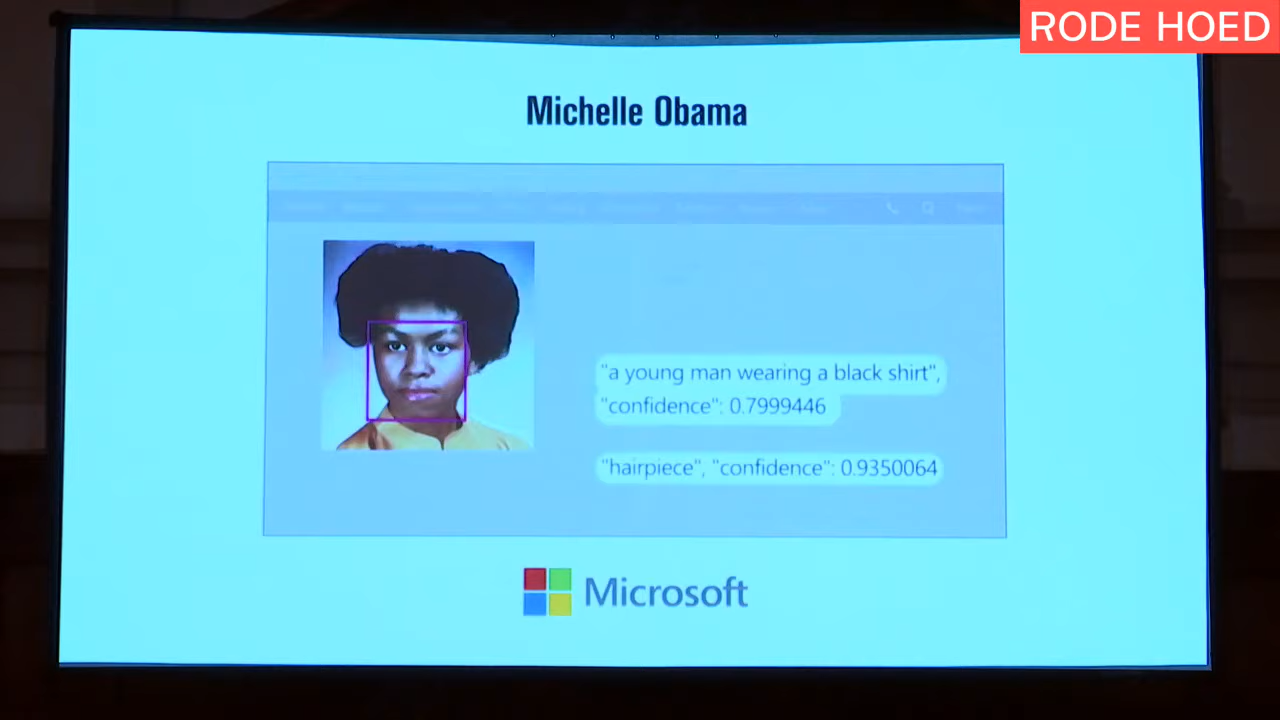 RODE HOED
Michelle Obama
"a young man wearing a black shirt",
"confidence": 0.7999446
"hairpiece", "confidence": 0.9350064
Microsoft